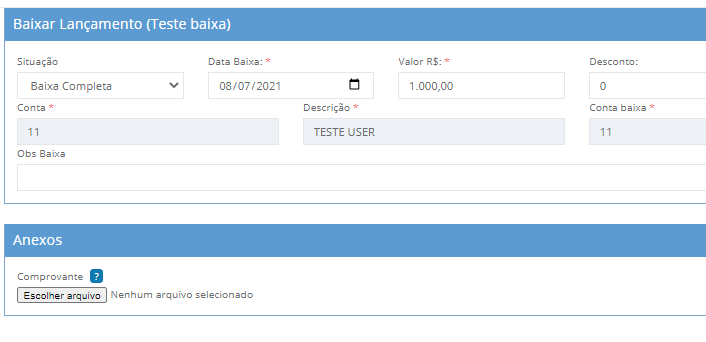 Baixar Lançamento (Teste baixa)
Situação Data Baixa: * Valor R$: * Desconto:
Baixa Completa 08/07/2021 1.000,00 0
Conta * Descrição * Conta baixa *
11 TESTE USER 11
Obs Baixa
Anexos
Comprovante ?
Escolher arquivo Nenhum arquivo selecionado